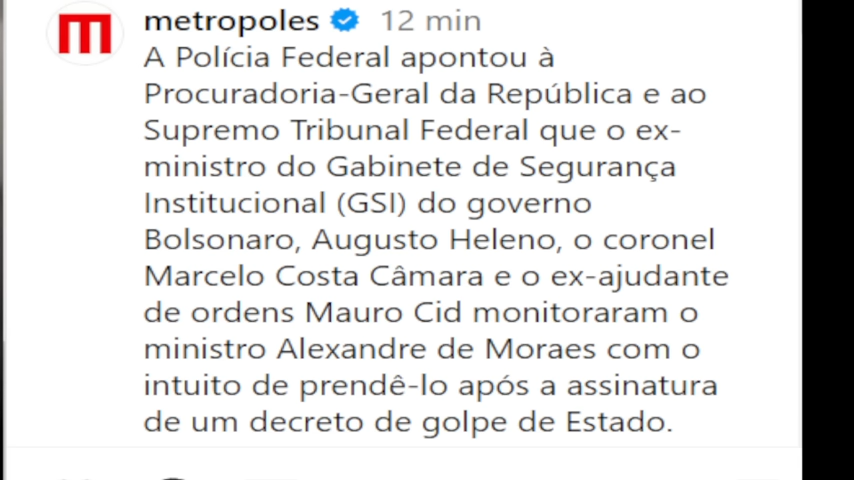 metropoles 12 min
A Polícia Federal apontou à
Procuradoria-Geral da República e ao
Supremo Tribunal Federal que o ex-
ministro do Gabinete de Segurança
Institucional (GSI) do governo
Bolsonaro, Augusto Heleno, o coronel
Marcelo Costa Câmara e o ex-ajudante
de ordens Mauro Cid monitoraram o
ministro Alexandre de Moraes com o
intuito de prendê-lo após a assinatura
de um decreto de golpe de Estado.